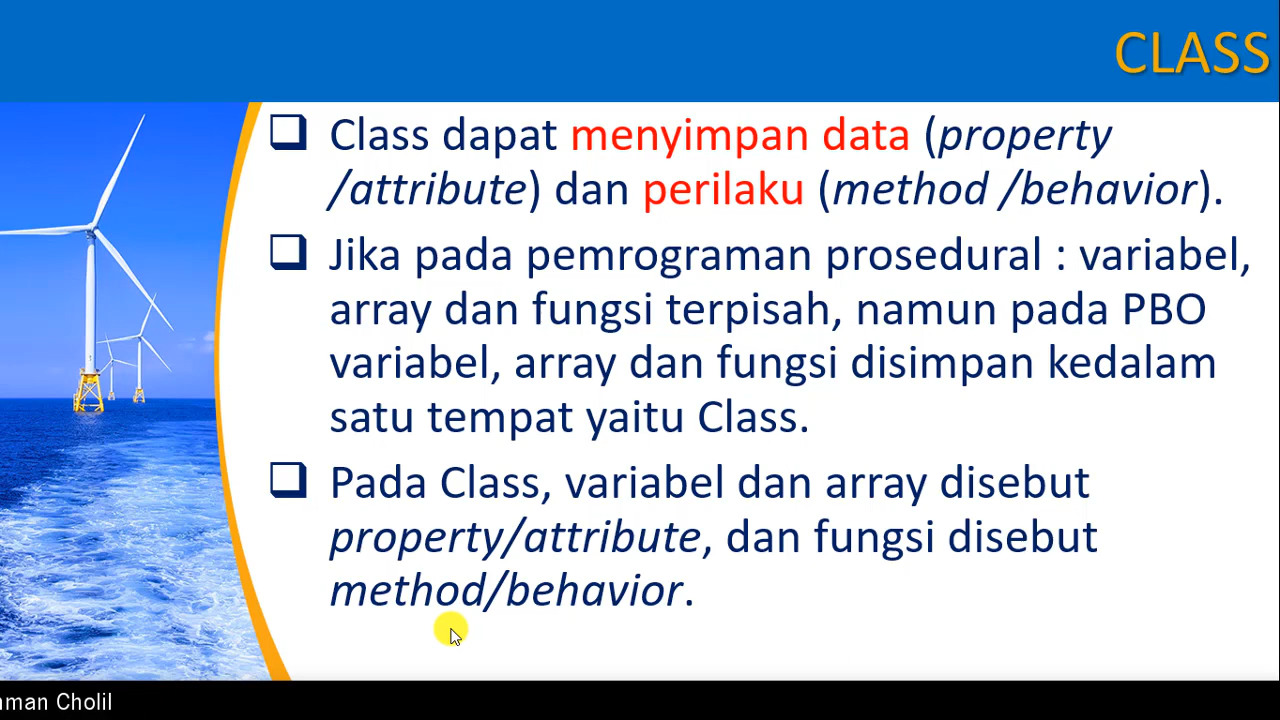 CLASS
Class dapat menyimpan data (property
/attribute) dan perilaku (method /behavior).
Jika pada pemrograman prosedural : variabel,
array dan fungsi terpisah, namun pada PBO
variabel, array dan fungsi disimpan kedalam
satu tempat yaitu Class.
Pada Class, variabel dan array disebut
property/attribute, dan fungsi disebut
method/behavior.
Cholil